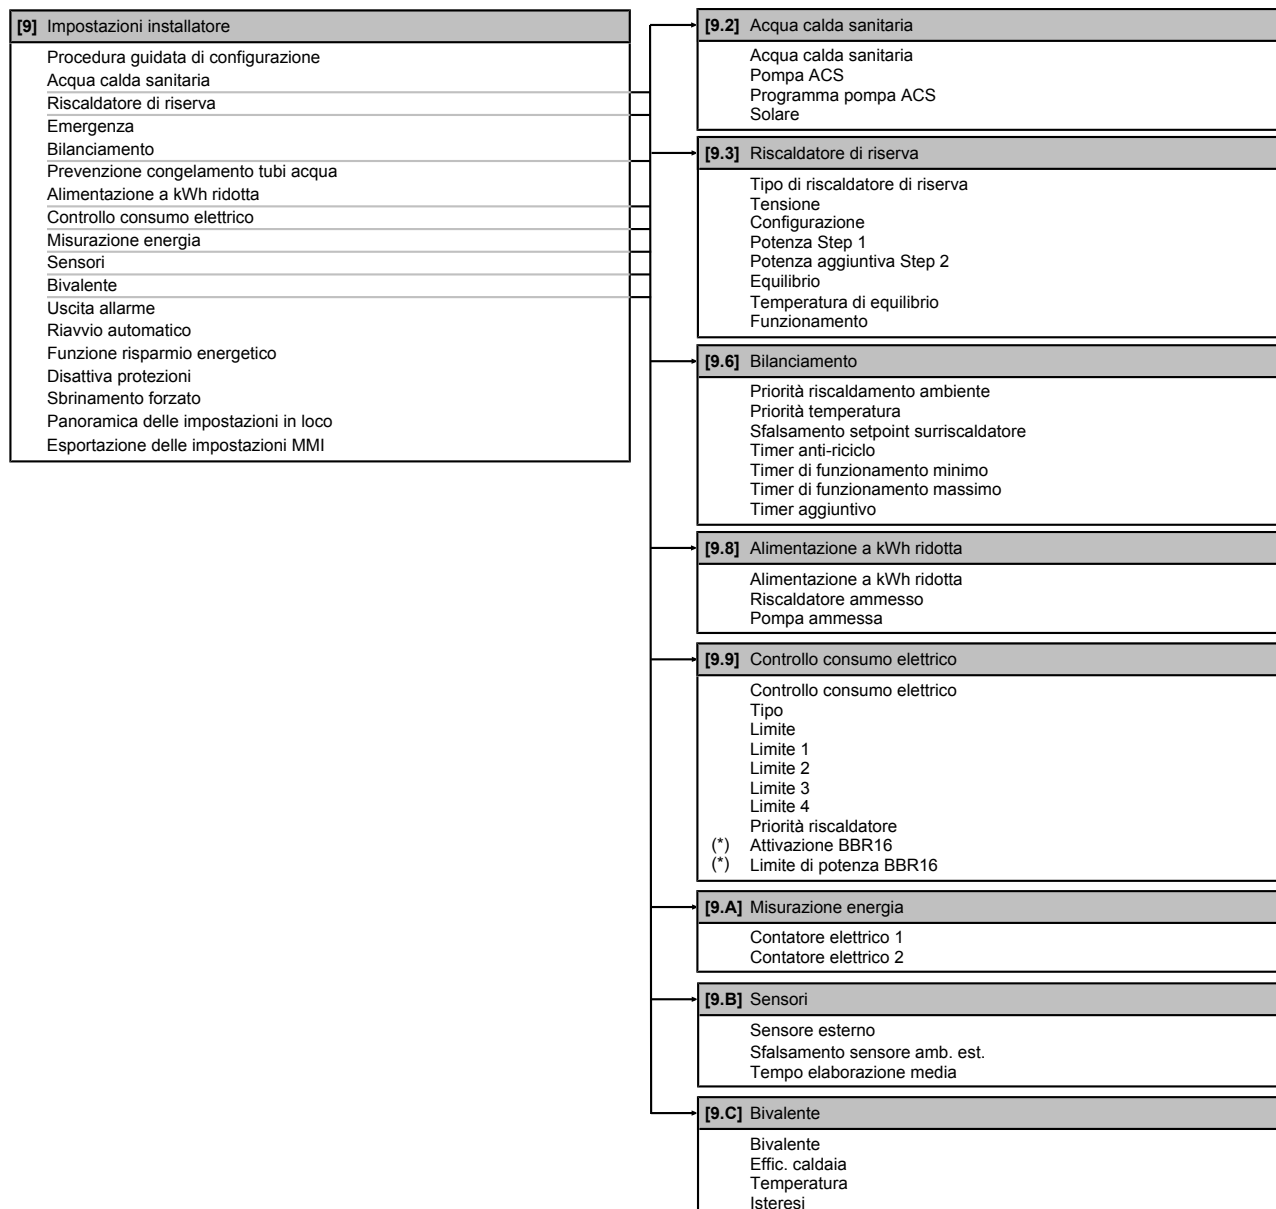 [9] Impostazioni installatore
Procedura guidata di configurazione
Acqua calda sanitaria
Riscaldatore di riserva
Emergenza
Bilanciamento
Prevenzione congelamento tubi acqua
Alimentazione a kWh ridotta
Controllo consumo elettrico
Misurazione energia
Sensori
Bivalente
Uscita allarme
Riavvio automatico
Funzione risparmio energetico
Disattiva protezioni
Sbrinamento forzato
Panoramica delle impostazioni in loco
Esportazione delle impostazioni MMI
[9.2] Acqua calda sanitaria
Acqua calda sanitaria
Pompa ACS
Programma pompa ACS
Solare
[9.3] Riscaldatore di riserva
Tipo di riscaldatore di riserva
Tensione
Configurazione
Potenza Step 1
Potenza aggiuntiva Step 2
Equilibrio
Temperatura di equilibrio
Funzionamento
[9.6] Bilanciamento
Priorità riscaldamento ambiente
Priorità temperatura
Sfalsamento setpoint surriscaldatore
Timer anti-riciclo
Timer di funzionamento minimo
Timer di funzionamento massimo
Timer aggiuntivo
[9.8] Alimentazione a kWh ridotta
Alimentazione a kWh ridotta
Riscaldatore ammesso
Pompa ammessa
[9.9] Controllo consumo elettrico
Controllo consumo elettrico
Tipo
Limite
Limite 1
Limite 2
Limite 3
Limite 4
Priorità riscaldatore
(*) Attivazione BBR16
(*) Limite di potenza BBR16
[9.A] Misurazione energia
Contatore elettrico 1
Contatore elettrico 2
[9.B] Sensori
Sensore esterno
Sfalsamento sensore amb. est.
Tempo elaborazione media
[9.C] Bivalente
Bivalente
Effic. caldaia
Temperatura
Isteresi